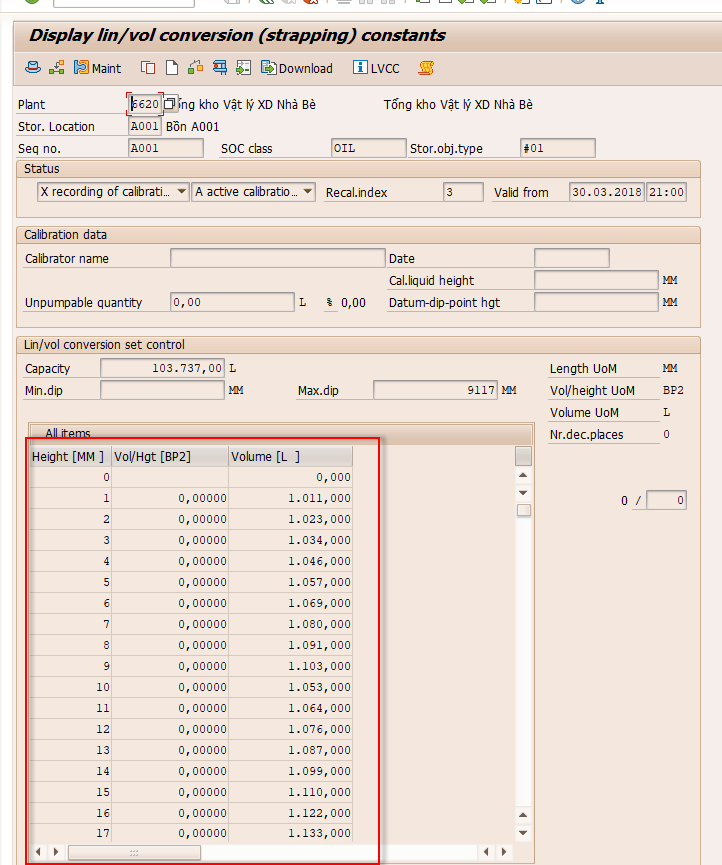 Display lin/vol conversion (strapping) constants
Maint Download LVCC
Plant 6620 ng kho Vật lý XD Nhà Bè Tổng kho Vật lý XD Nhà Bè
Stor. Location A001 Bồn A001
Seq no. A001 SOC class OIL Stor.obj.type #01
Status
X recording of calibrati... A active calibratio... Recal.index 3 Valid from 30.03.2018 21:00
Calibration data
Calibrator name Date
Cal.liquid height MM
Unpumpable quantity 0,00 L % 0,00 Datum-dip-point hgt MM
Lin/vol conversion set control
Capacity 103.737,00 L Length UoM MM
Min.dip MM Max.dip 9117 MM Vol/height UoM BP2
Volume UoM L
All items Nr.dec.places 0
Height [MM ] Vol/Hgt [BP2] Volume [L ]
0 0,000
1 0,00000 1.011,000 0 / 0
2 0,00000 1.023,000
3 0,00000 1.034,000
4 0,00000 1.046,000
5 0,00000 1.057,000
6 0,00000 1.069,000
7 0,00000 1.080,000
8 0,00000 1.091,000
9 0,00000 1.103,000
10 0,00000 1.053,000
11 0,00000 1.064,000
12 0,00000 1.076,000
13 0,00000 1.087,000
14 0,00000 1.099,000
15 0,00000 1.110,000
16 0,00000 1.122,000
17 0,00000 1.133,000